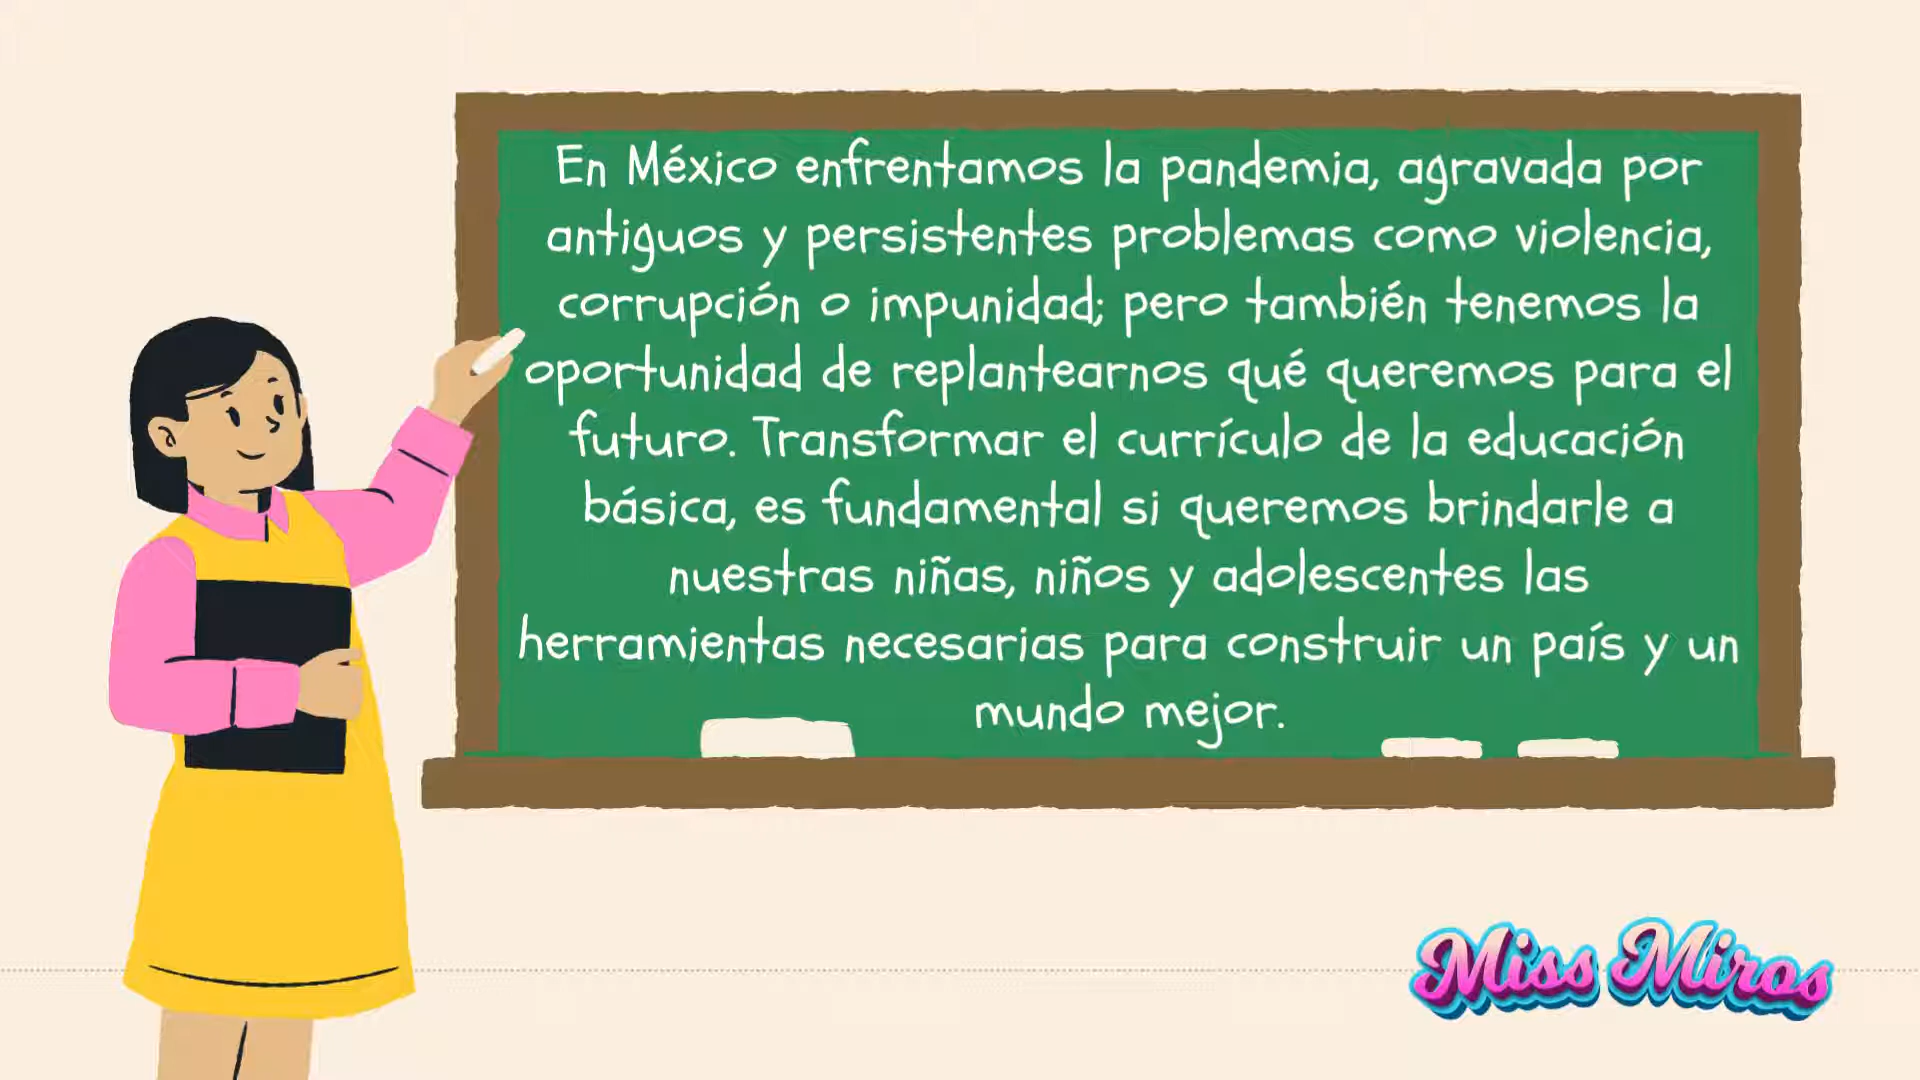 En México enfrentamos la pandemia, agravada por
antiguos y persistentes problemas como violencia,
corrupción o impunidad; pero también tenemos la
oportunidad de replantearnos qué queremos para el
futuro. Transformar el currículo de la educación
básica, es fundamental si queremos brindarle a
nuestras niñas, niños y adolescentes las
herramientas necesarias para construir un país y un
mundo mejor.
Miss Miros